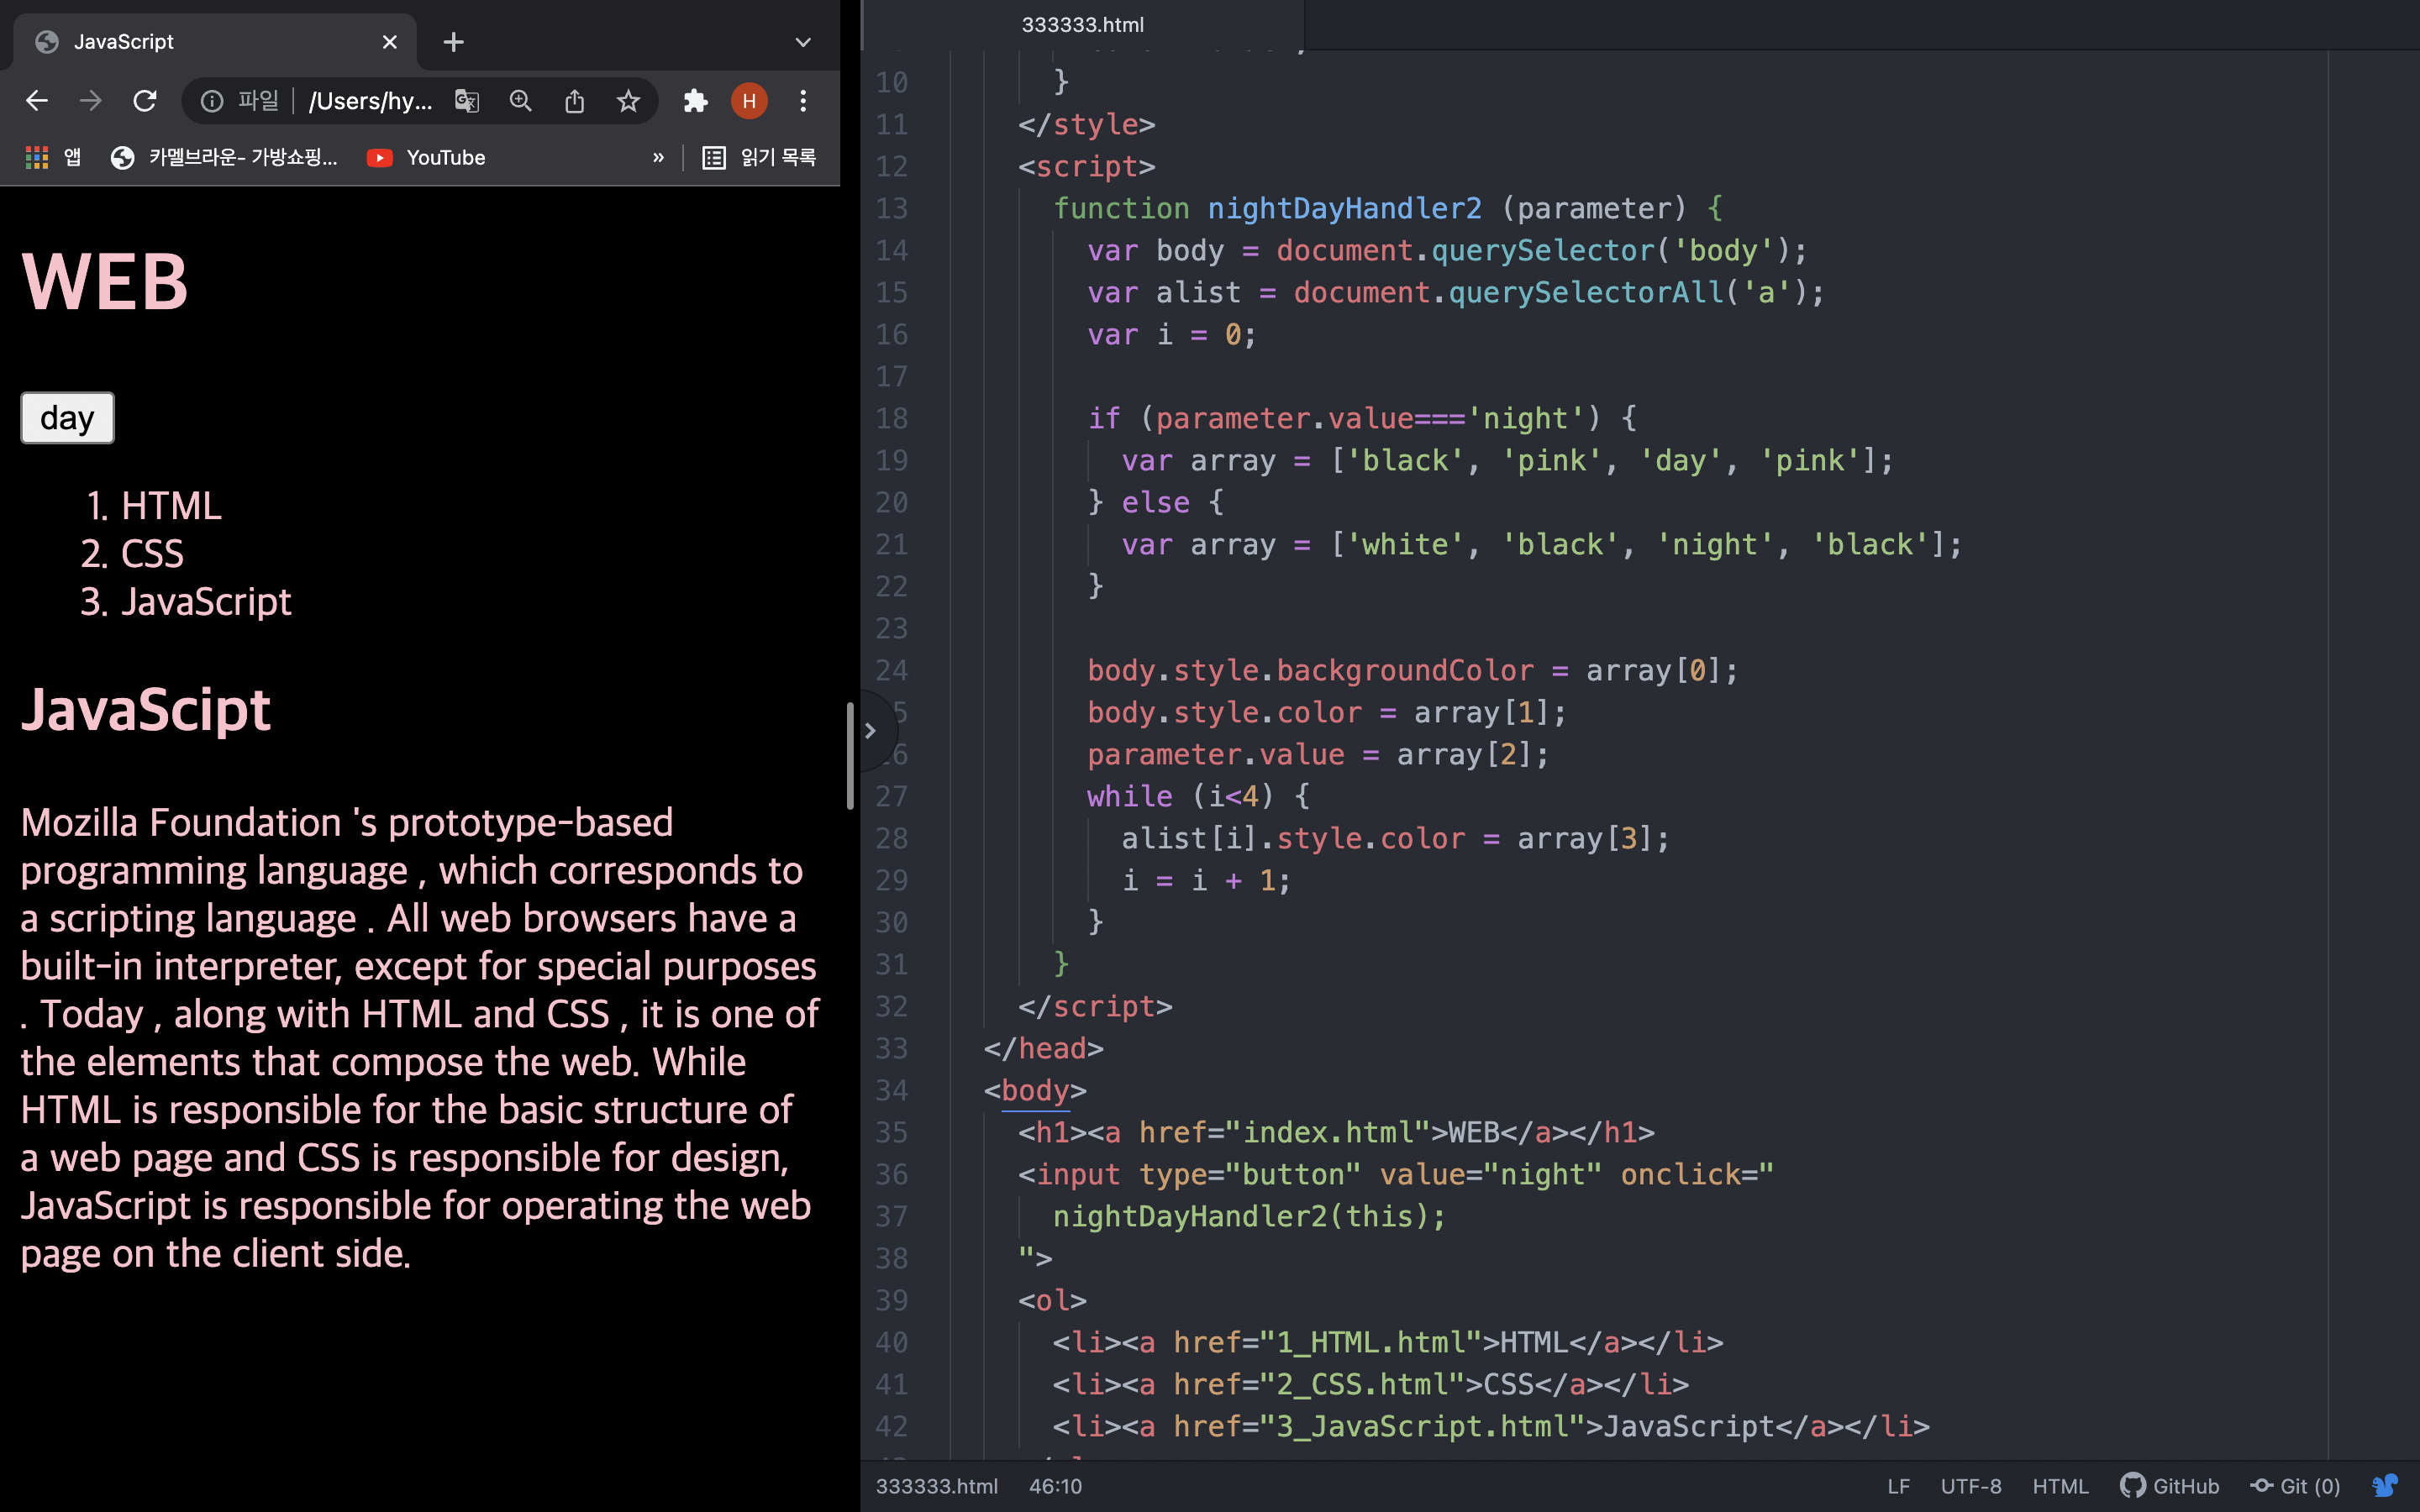 JavaScript
파일 /Users/hy...
H
앱 카멜브라운- 가방쇼핑... YouTube » 읽기 목록
WEB
day
1. HTML
2. CSS
3. JavaScript
JavaScipt
Mozilla Foundation 's prototype-based
programming language , which corresponds to
a scripting language . All web browsers have a
built-in interpreter, except for special purposes
. Today , along with HTML and CSS , it is one of
the elements that compose the web. While
HTML is responsible for the basic structure of
a web page and CSS is responsible for design,
JavaScript is responsible for operating the web
page on the client side.
333333.html
10 }
11 </style>
12 <script>
13 function nightDayHandler2 (parameter) {
14 var body = document.querySelector('body');
15 var alist = document.querySelectorAll('a');
16 var i = 0;
17
18 if (parameter.value==='night') {
19 var array = ['black', 'pink', 'day', 'pink'];
20 } else {
21 var array = ['white', 'black', 'night', 'black'];
22 }
23
24 body.style.backgroundColor = array[0];
5 body.style.color = array[1];
6 parameter.value = array[2];
27 while (i<4) {
28 alist[i].style.color = array[3];
29 i = i + 1;
30 }
31 }
32 </script>
33 </head>
34 <body>
35 <h1><a href="index.html">WEB</a></h1>
36 <input type="button" value="night" onclick="
37 nightDayHandler2(this);
38 ">
39 <ol>
40 <li><a href="1_HTML.html">HTML</a></li>
41 <li><a href="2_CSS.html">CSS</a></li>
42 <li><a href="3_JavaScript.html">JavaScript</a></li>
333333.html 46:10 LF UTF-8 HTML GitHub Git (0)